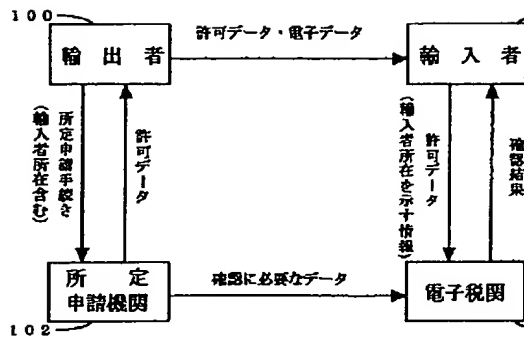 100
輸出者
許可データ・電子データ
輸入者
所定申請手続き
(輸入者所在含む)
許可データ
許可データ
(輸入者所在を示す情報)
確認結果
所定
申請機関
確認に必要なデータ
電子税関
102